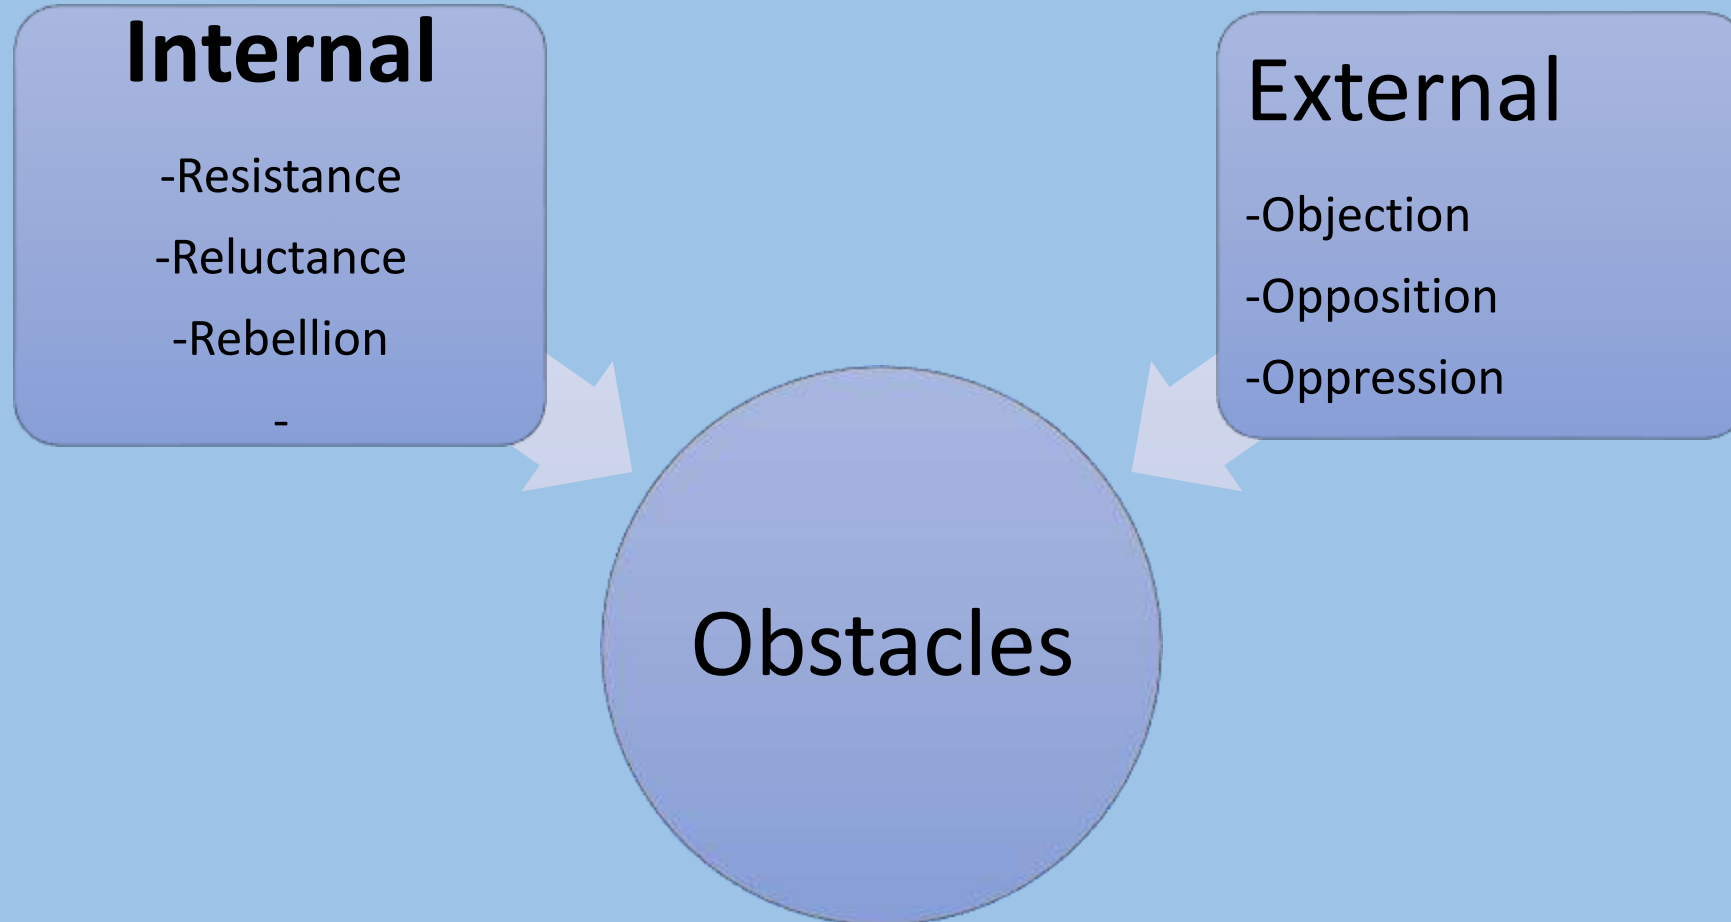 Internal
-Resistance
-Reluctance
-Rebellion
-
External
-Objection
-Opposition
-Oppression
Obstacles